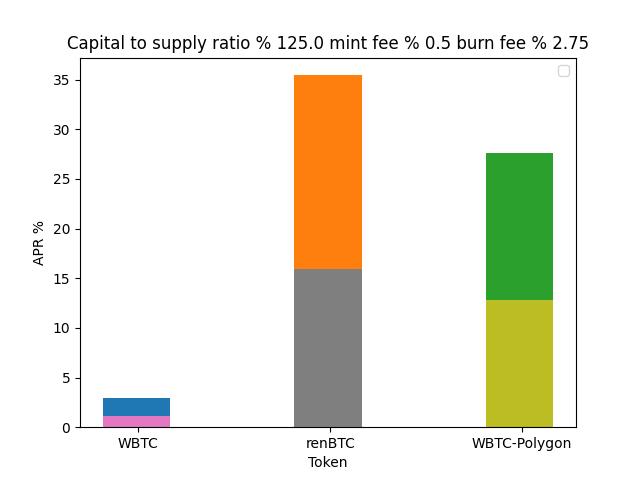 Capital to supply ratio % 125.0 mint fee % 0.5 burn fee % 2.75
35
30
25
20
15
10
5
0
APR %
WBTC renBTC WBTC-Polygon
Token